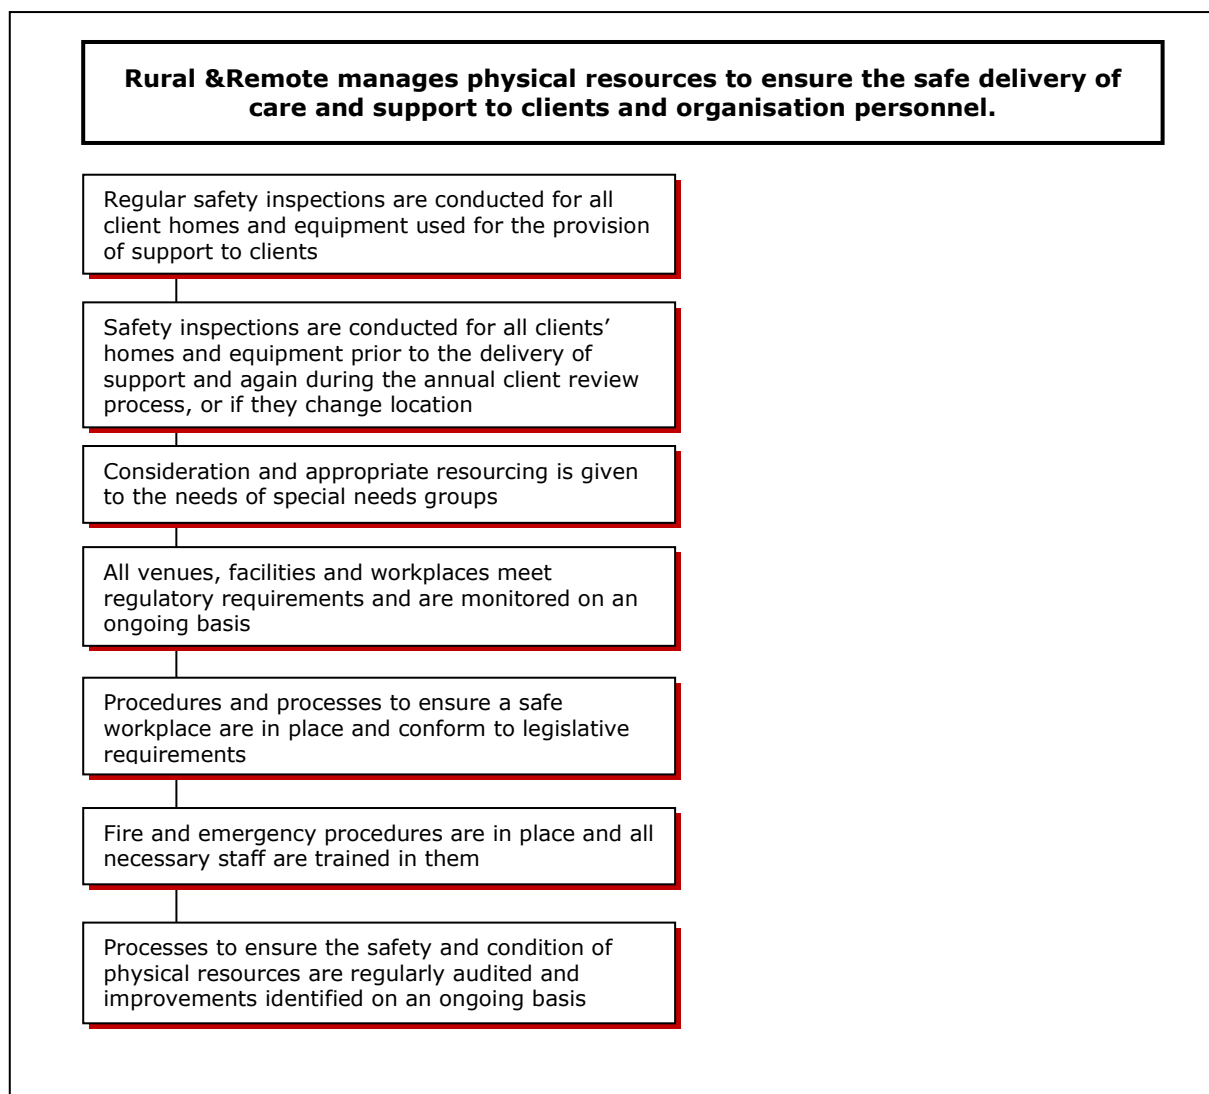 Rural &Remote manages physical resources to ensure the safe delivery of
care and support to clients and organisation personnel.
Regular safety inspections are conducted for all
client homes and equipment used for the provision
of support to clients
Safety inspections are conducted for all clients’
homes and equipment prior to the delivery of
support and again during the annual client review
process, or if they change location
Consideration and appropriate resourcing is given
to the needs of special needs groups
All venues, facilities and workplaces meet
regulatory requirements and are monitored on an
ongoing basis
Procedures and processes to ensure a safe
workplace are in place and conform to legislative
requirements
Fire and emergency procedures are in place and all
necessary staff are trained in them
Processes to ensure the safety and condition of
physical resources are regularly audited and
improvements identified on an ongoing basis